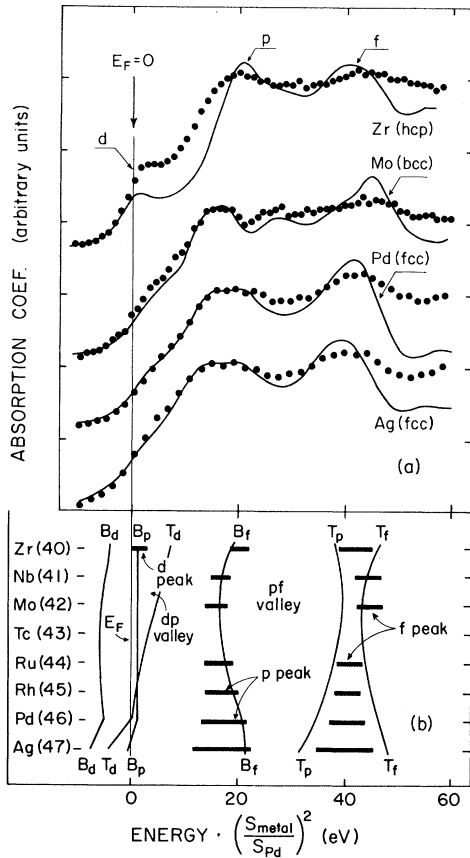 p
f
E_F=0
d
Zr (hcp)
Mo (bcc)
Pd (fcc)
Ag (fcc)
(a)
ABSORPTION COEF. (arbitrary units)
B_d B_p T_d B_f T_p T_f
Zr (40)
Nb (41)
Mo (42)
Tc (43)
Ru (44)
Rh (45)
Pd (46)
Ag (47)
d peak
dp valley
E_F
pf valley
f peak
p peak
(b)
B_d T_d B_p B_f T_p T_f
0 20 40 60
ENERGY · (S_metal/S_Pd)^2 (eV)